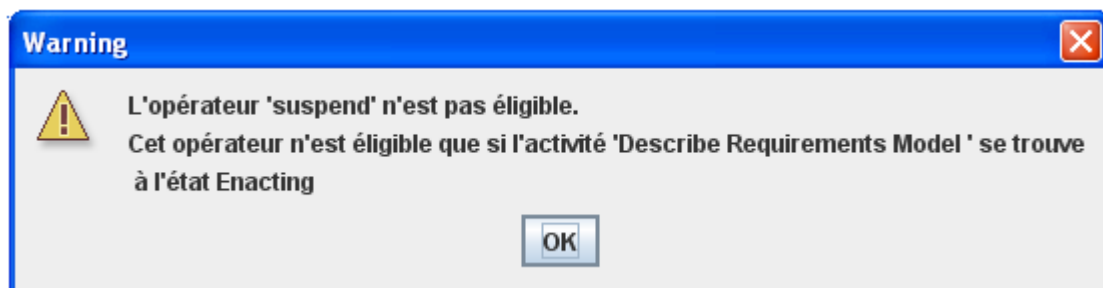 Warning
L'opérateur 'suspend' n'est pas éligible.
Cet opérateur n'est éligible que si l'activité 'Describe Requirements Model ' se trouve
à l'état Enacting
OK